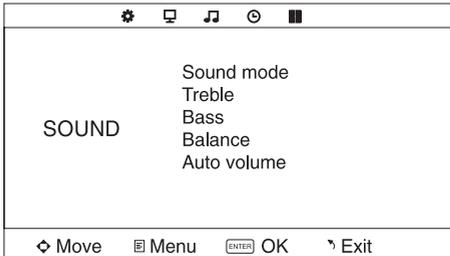 Sound mode
Treble
Bass
SOUND
Balance
Auto volume
Move Menu ENTER OK Exit